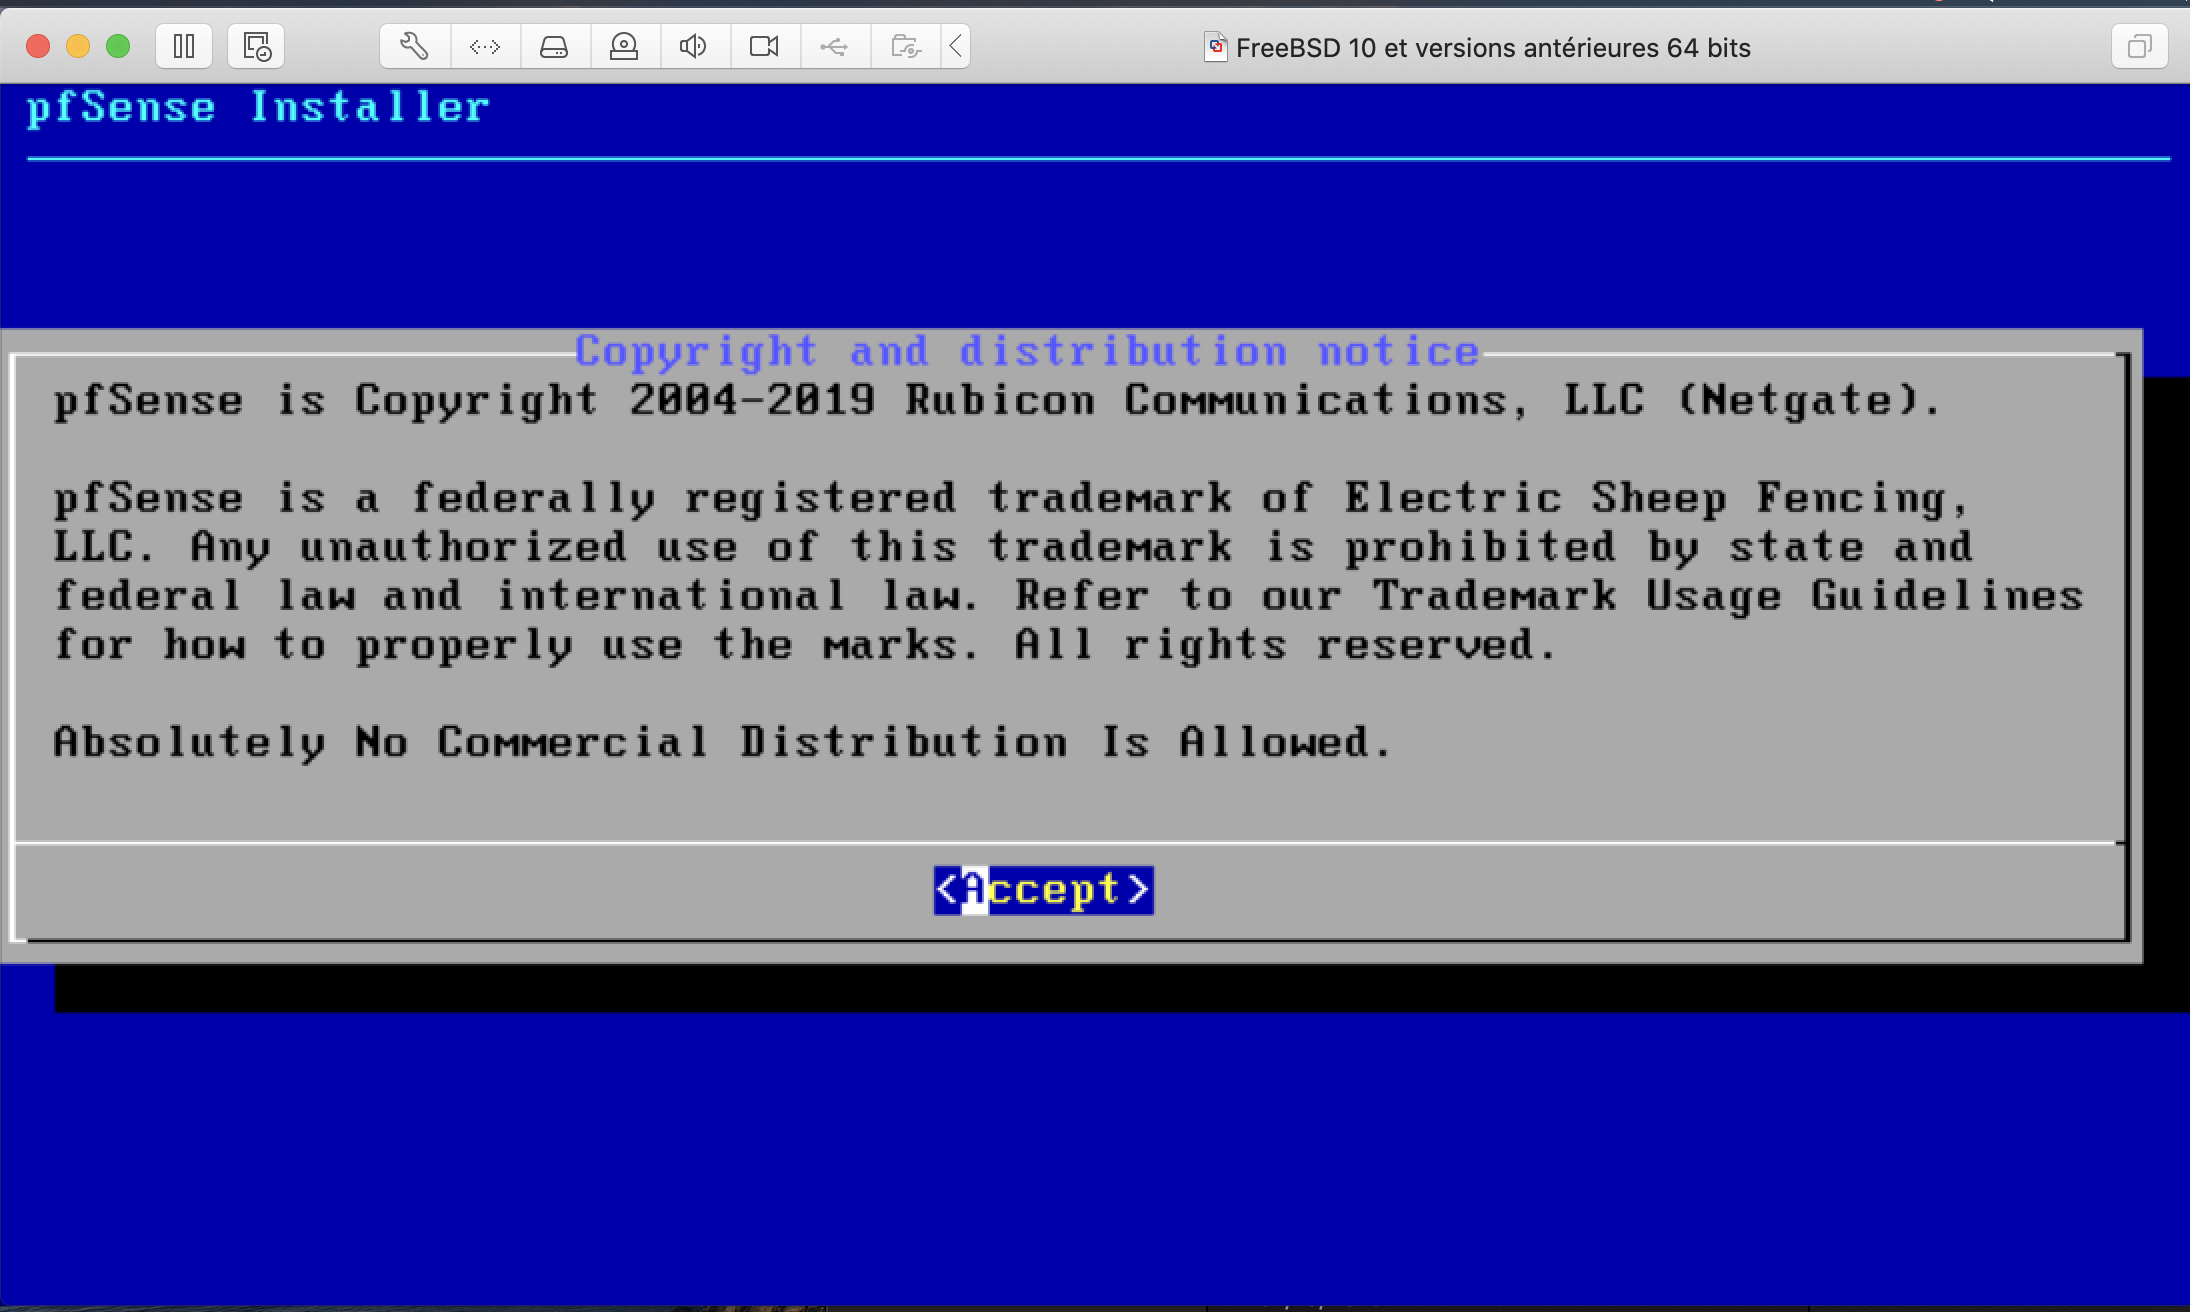 FreeBSD 10 et versions antérieures 64 bits
pfSense Installer
Copyright and distribution notice
pfSense is Copyright 2004-2019 Rubicon Communications, LLC (Netgate).
pfSense is a federally registered trademark of Electric Sheep Fencing,
LLC. Any unauthorized use of this trademark is prohibited by state and
federal law and international law. Refer to our Trademark Usage Guidelines
for how to properly use the marks. All rights reserved.
Absolutely No Commercial Distribution Is Allowed.
<Accept>